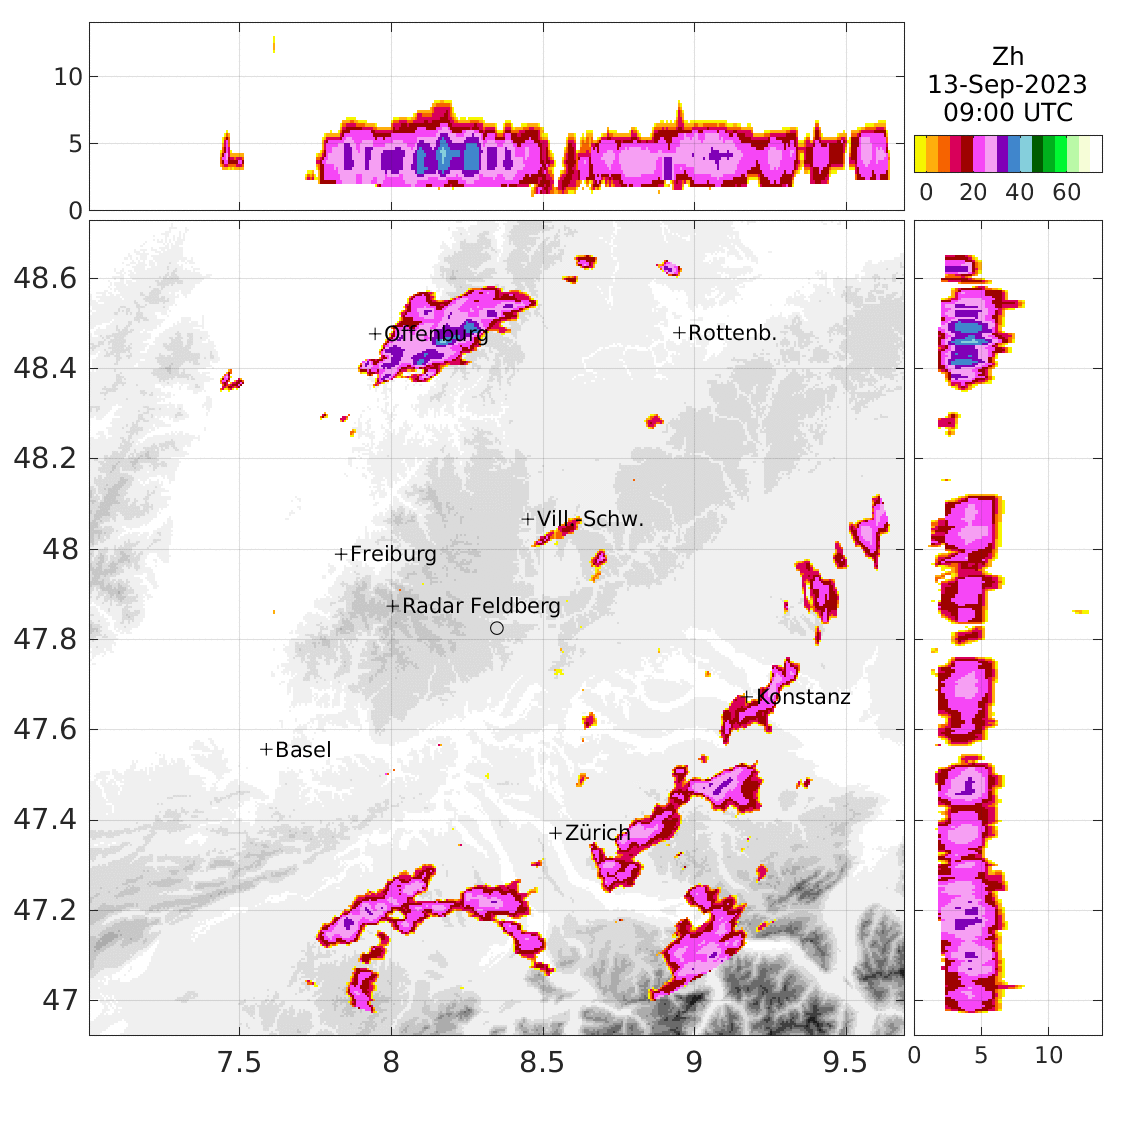 Zh
13-Sep-2023
09:00 UTC
0 20 40 60
10
5
0
48.6
48.4
48.2
48
47.8
47.6
47.4
47.2
47
+Offenburg
+Rottenb.
+Vill.-Schw.
+Freiburg
+Radar Feldberg
+Konstanz
+Basel
+Zürich
7.5 8 8.5 9 9.5
0 5 10